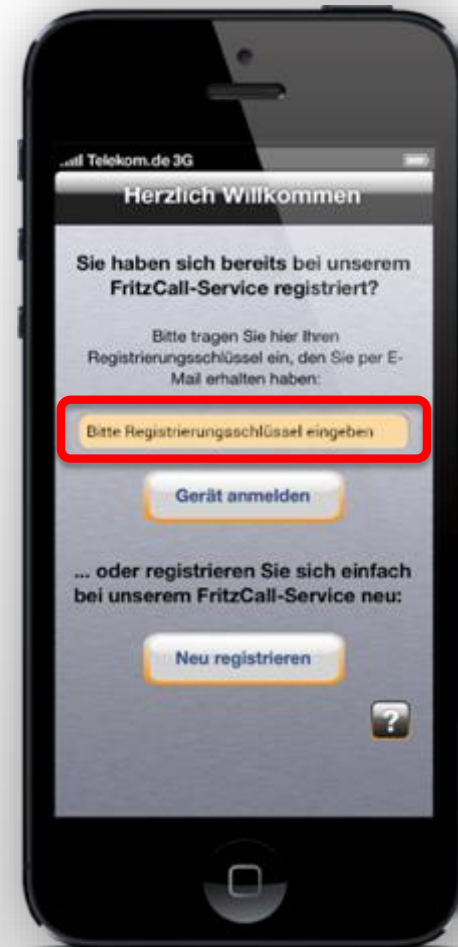 Telekom.de 3G
Herzlich Willkommen
Sie haben sich bereits bei unserem
FritzCall-Service registriert?
Bitte tragen Sie hier Ihren
Registrierungsschlüssel ein, den Sie per E-
Mail erhalten haben:
Bitte Registrierungsschlüssel eingeben
Gerät anmelden
... oder registrieren Sie sich einfach
bei unserem FritzCall-Service neu:
Neu registrieren
?